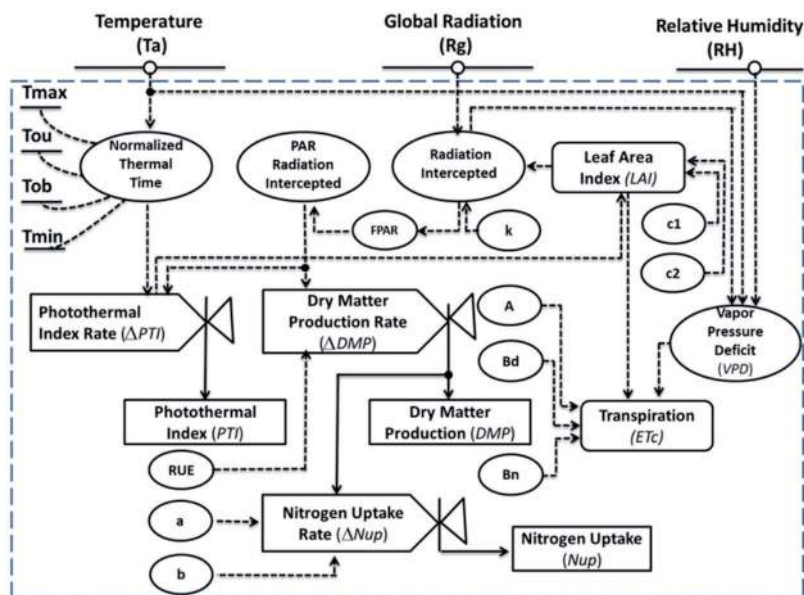 Temperature
(Ta)
Global Radiation
(Rg)
Relative Humidity
(RH)
Tmax
Tou
Tob
Tmin
Normalized
Thermal
Time
PAR
Radiation
Intercepted
Radiation
Intercepted
Leaf Area
Index (LAI)
FPAR
k
c1
c2
Photothermal
Index Rate (ΔPTI)
Dry Matter
Production Rate
(ΔDMP)
A
Bd
Bn
Vapor
Pressure
Deficit
(VPD)
Photothermal
Index (PTI)
Dry Matter
Production (DMP)
Transpiration
(ETc)
RUE
a
b
Nitrogen Uptake
Rate (ΔNup)
Nitrogen Uptake
(Nup)